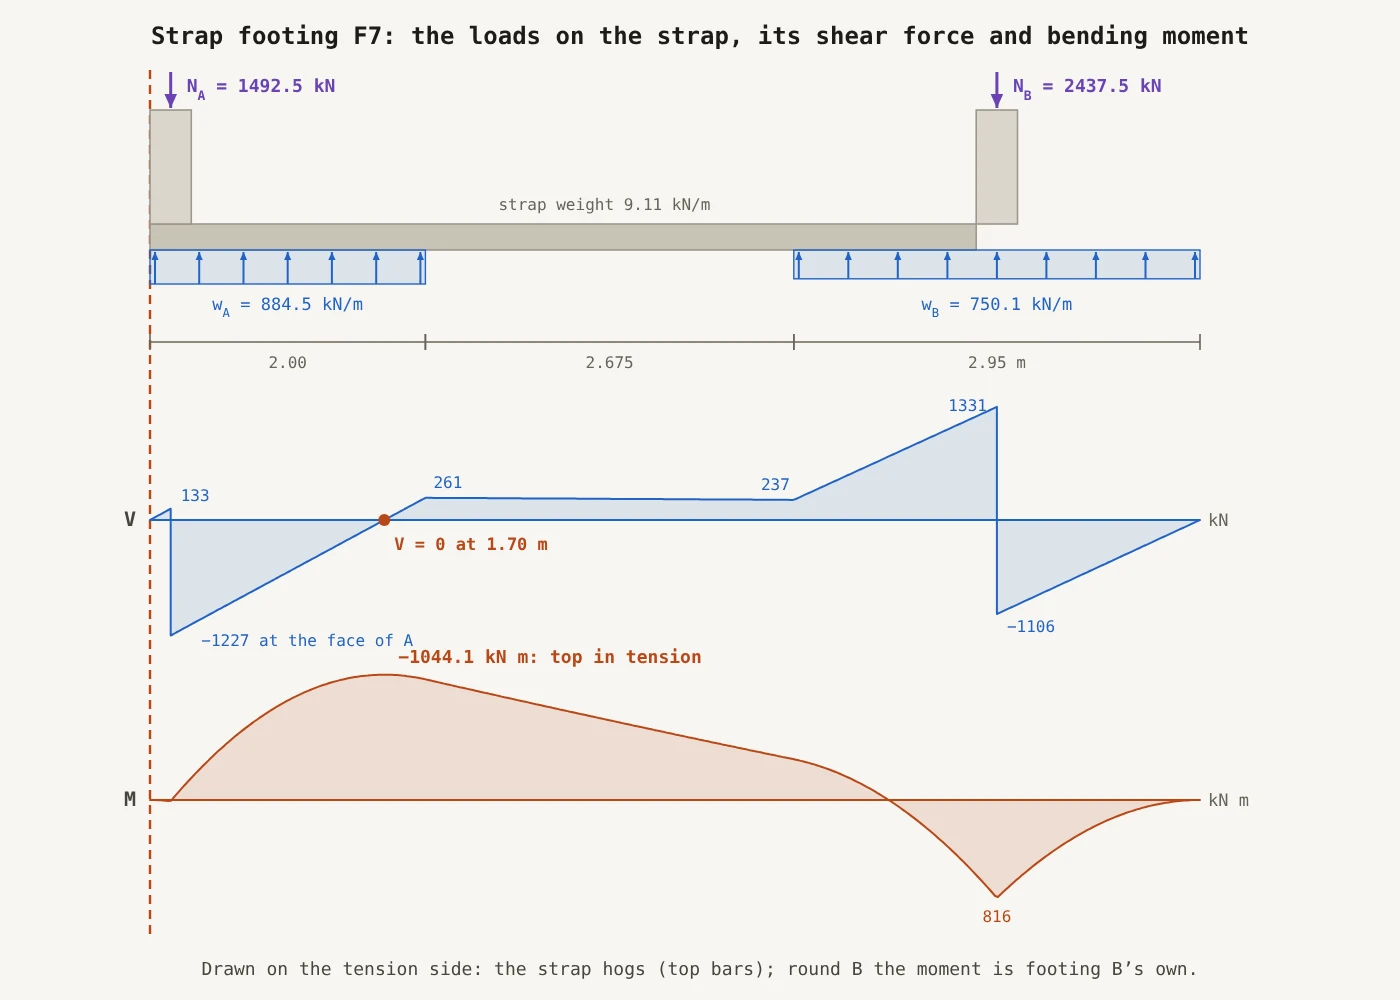 Strap footing F7: the loads on the strap, its shear force and bending moment
N_A = 1492.5 kN
N_B = 2437.5 kN
strap weight 9.11 kN/m
w_A = 884.5 kN/m
w_B = 750.1 kN/m
2.00
2.675
2.95 m
1331
261
237
133
V
kN
V = 0 at 1.70 m
−1106
−1227 at the face of A
−1044.1 kN m: top in tension
M
kN m
816
Drawn on the tension side: the strap hogs (top bars); round B the moment is footing B’s own.